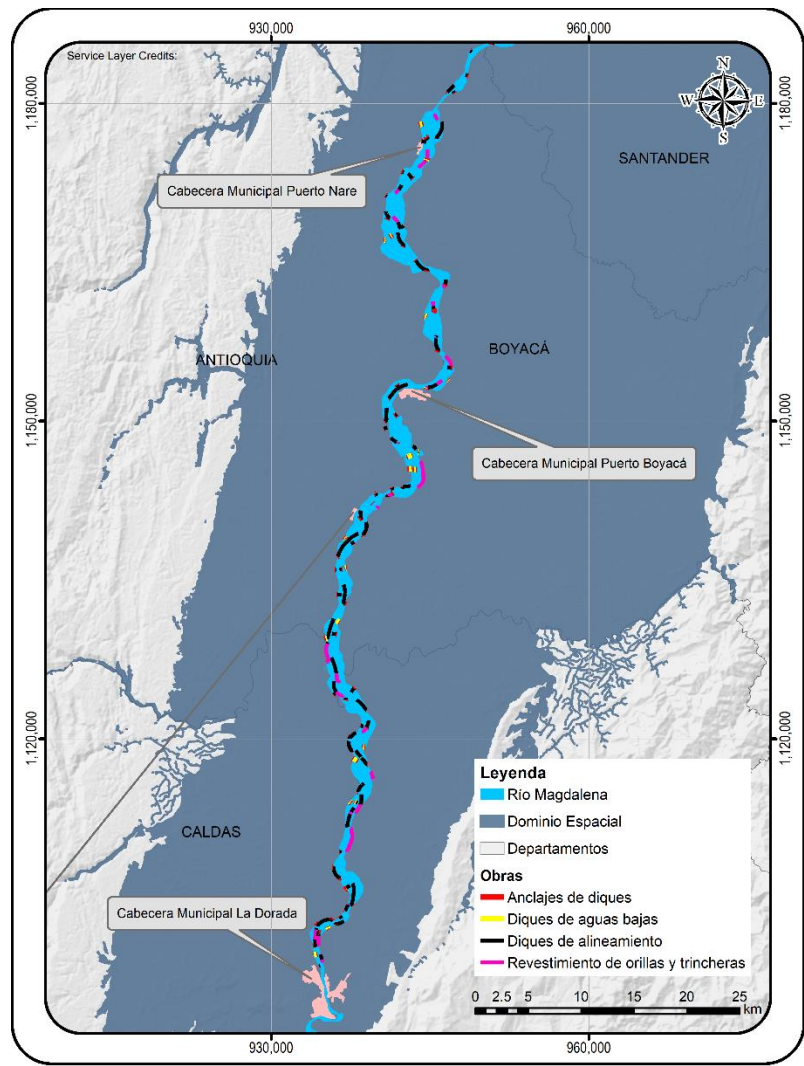 930,000
960,000
Service Layer Credits:
N
W
E
S
1,180,000
1,180,000
SANTANDER
Cabecera Municipal Puerto Nare
BOYACÁ
ANTIOQUIA
1,150,000
1,150,000
Cabecera Municipal Puerto Boyacá
1,120,000
1,120,000
Leyenda
Río Magdalena
Dominio Espacial
Departamentos
Obras
Anclajes de diques
Diques de aguas bajas
Diques de alineamiento
Revestimiento de orillas y trincheras
0 2.5 5 10 15 20 25
km
CALDAS
Cabecera Municipal La Dorada
930,000
960,000